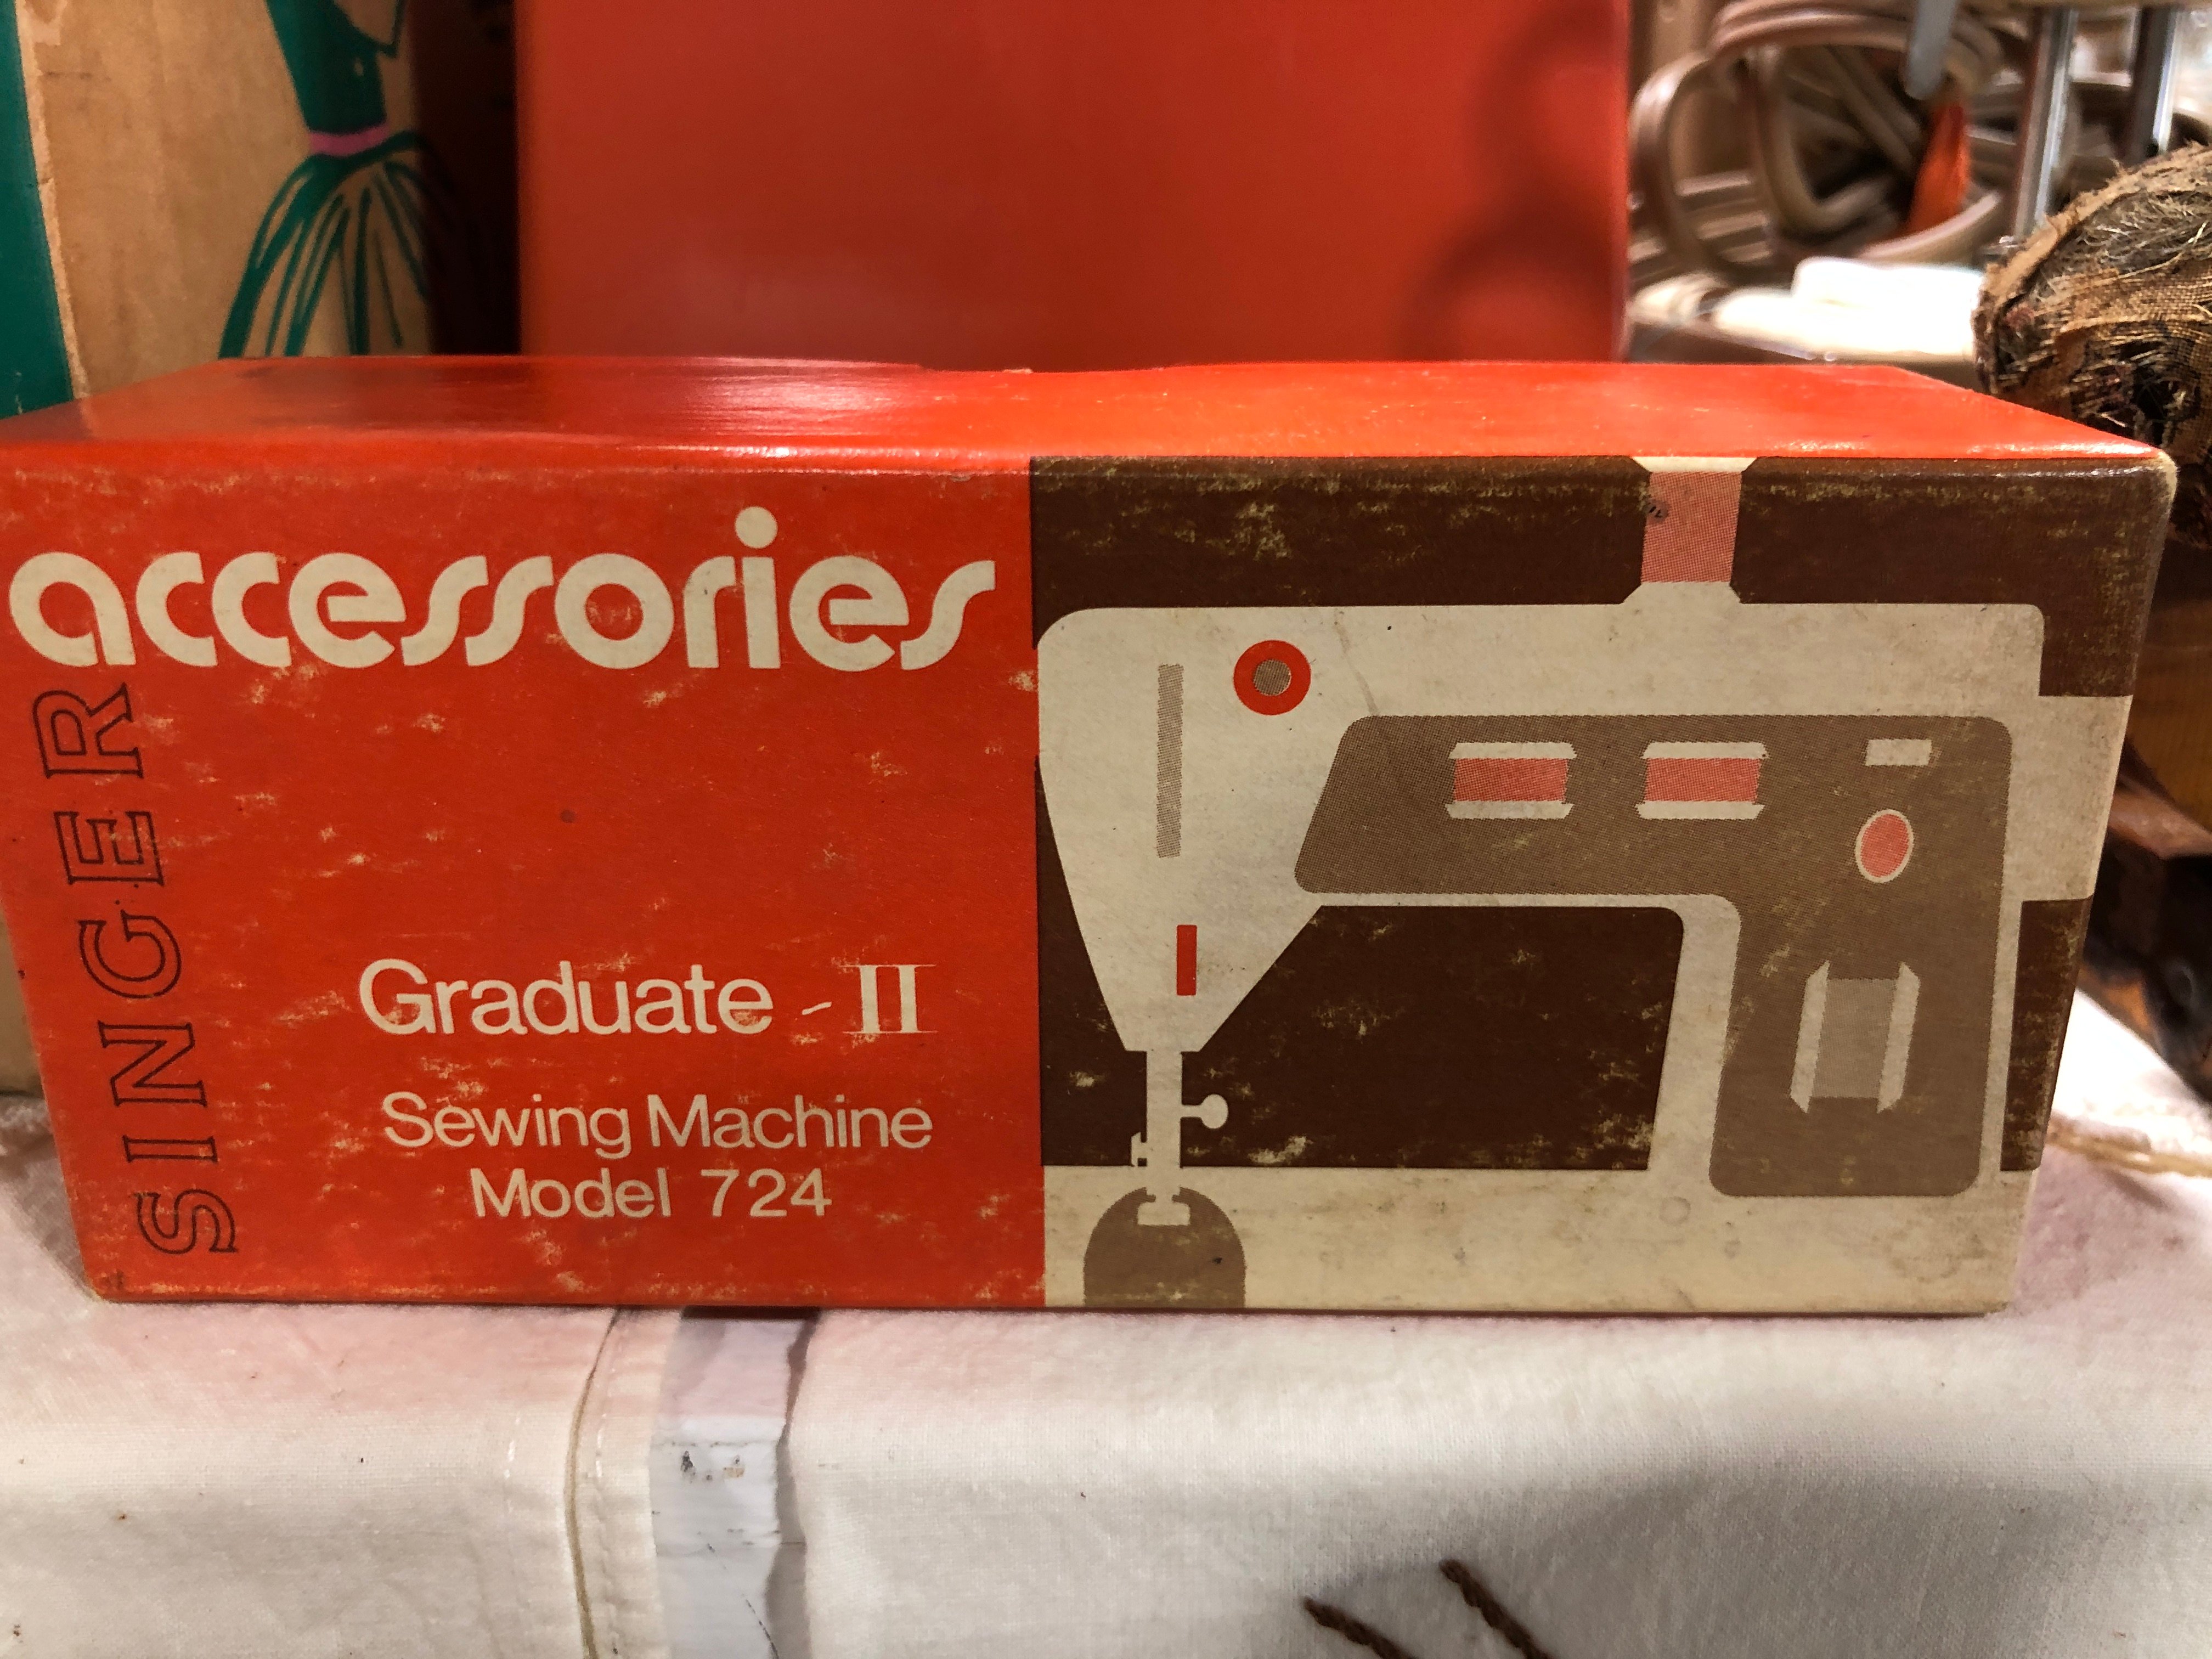 accessories
SINGER
Graduate - II
Sewing Machine
Model 724